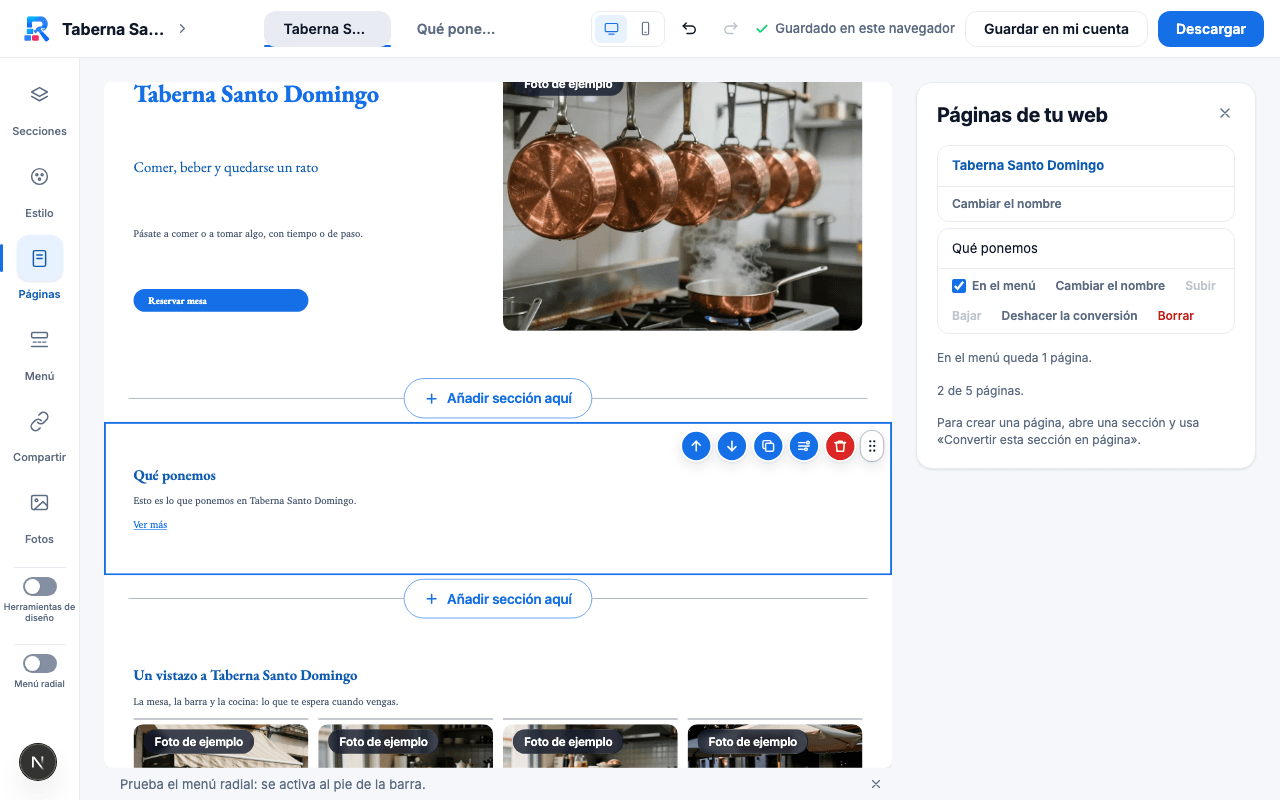 Taberna Sa...
Taberna S...
Qué pone...
Guardado en este navegador
Guardar en mi cuenta
Descargar
Secciones
Estilo
Páginas
Menú
Compartir
Fotos
Herramientas de
diseño
Menú radial
N
Taberna Santo Domingo
Foto de ejemplo
Comer, beber y quedarse un rato
Pásate a comer o a tomar algo, con tiempo o de paso.
Reservar mesa
+ Añadir sección aquí
Qué ponemos
Esto es lo que ponemos en Taberna Santo Domingo.
Ver más
+ Añadir sección aquí
Un vistazo a Taberna Santo Domingo
La mesa, la barra y la cocina: lo que te espera cuando vengas.
Foto de ejemplo
Foto de ejemplo
Foto de ejemplo
Foto de ejemplo
Prueba el menú radial: se activa al pie de la barra.
Páginas de tu web
Taberna Santo Domingo
Cambiar el nombre
Qué ponemos
En el menú Cambiar el nombre Subir
Bajar Deshacer la conversión Borrar
En el menú queda 1 página.
2 de 5 páginas.
Para crear una página, abre una sección y usa
«Convertir esta sección en página».